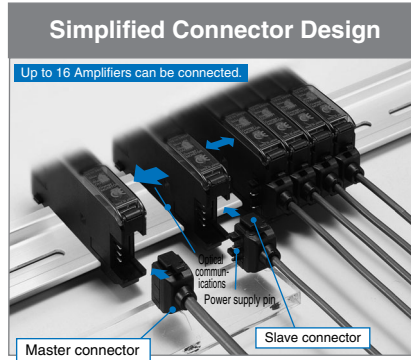 Simplified Connector Design
Up to 16 Amplifiers can be connected.
Optical
commun-
ications
Power supply pin
Slave connector
Master connector